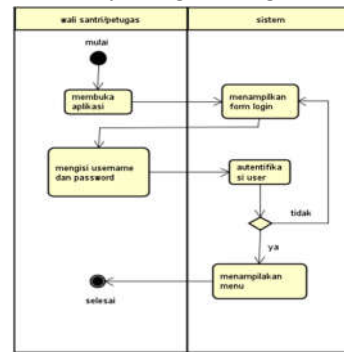 wali santri/petugas
sistem
mulai
membuka
aplikasi
menampilkan
form login
mengisi username
dan password
autentifika
si user
tidak
ya
menampilakan
menu
selesai